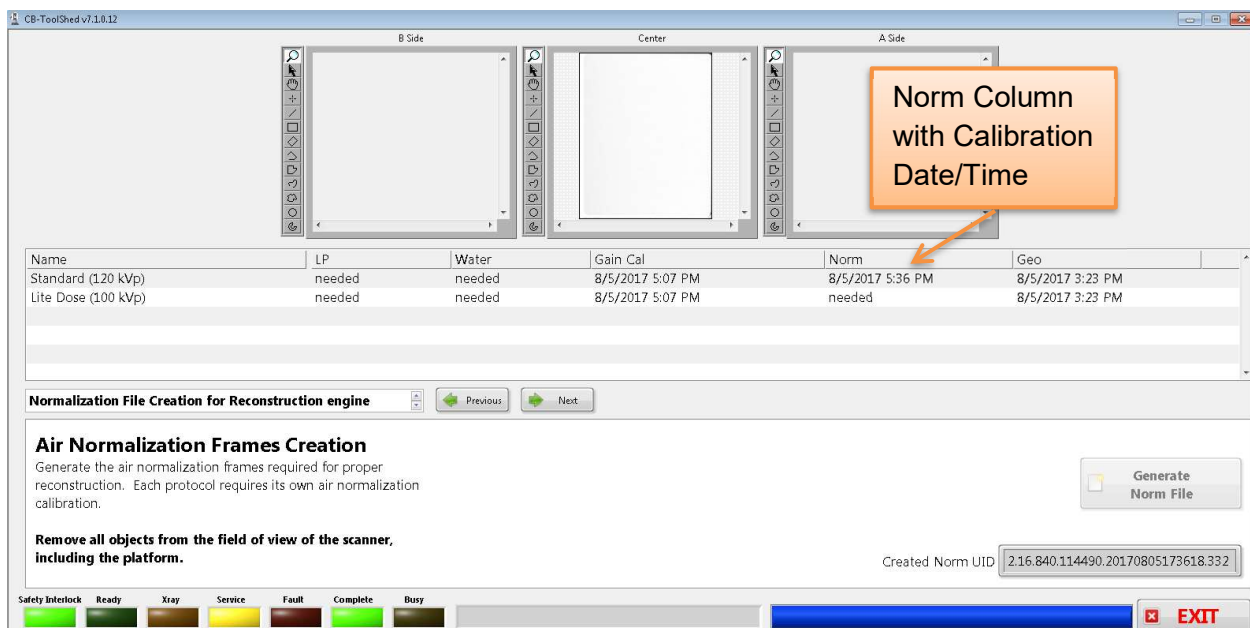 CB-ToolShed v7.1.0.12
B Side
Center
A Side
Norm Column
with Calibration
Date/Time
Name LP Water Gain Cal Norm Geo
Standard (120 kVp) needed needed 8/5/2017 5:07 PM 8/5/2017 5:36 PM 8/5/2017 3:23 PM
Lite Dose (100 kVp) needed needed 8/5/2017 5:07 PM needed 8/5/2017 3:23 PM
Normalization File Creation for Reconstruction engine
Previous
Next
Air Normalization Frames Creation
Generate the air normalization frames required for proper
reconstruction. Each protocol requires its own air normalization
calibration.
Remove all objects from the field of view of the scanner,
including the platform.
Generate
Norm File
Created Norm UID 2.16.840.114490.20170805173618.332
Safety Interlock Ready Xray Service Fault Complete Busy
EXIT